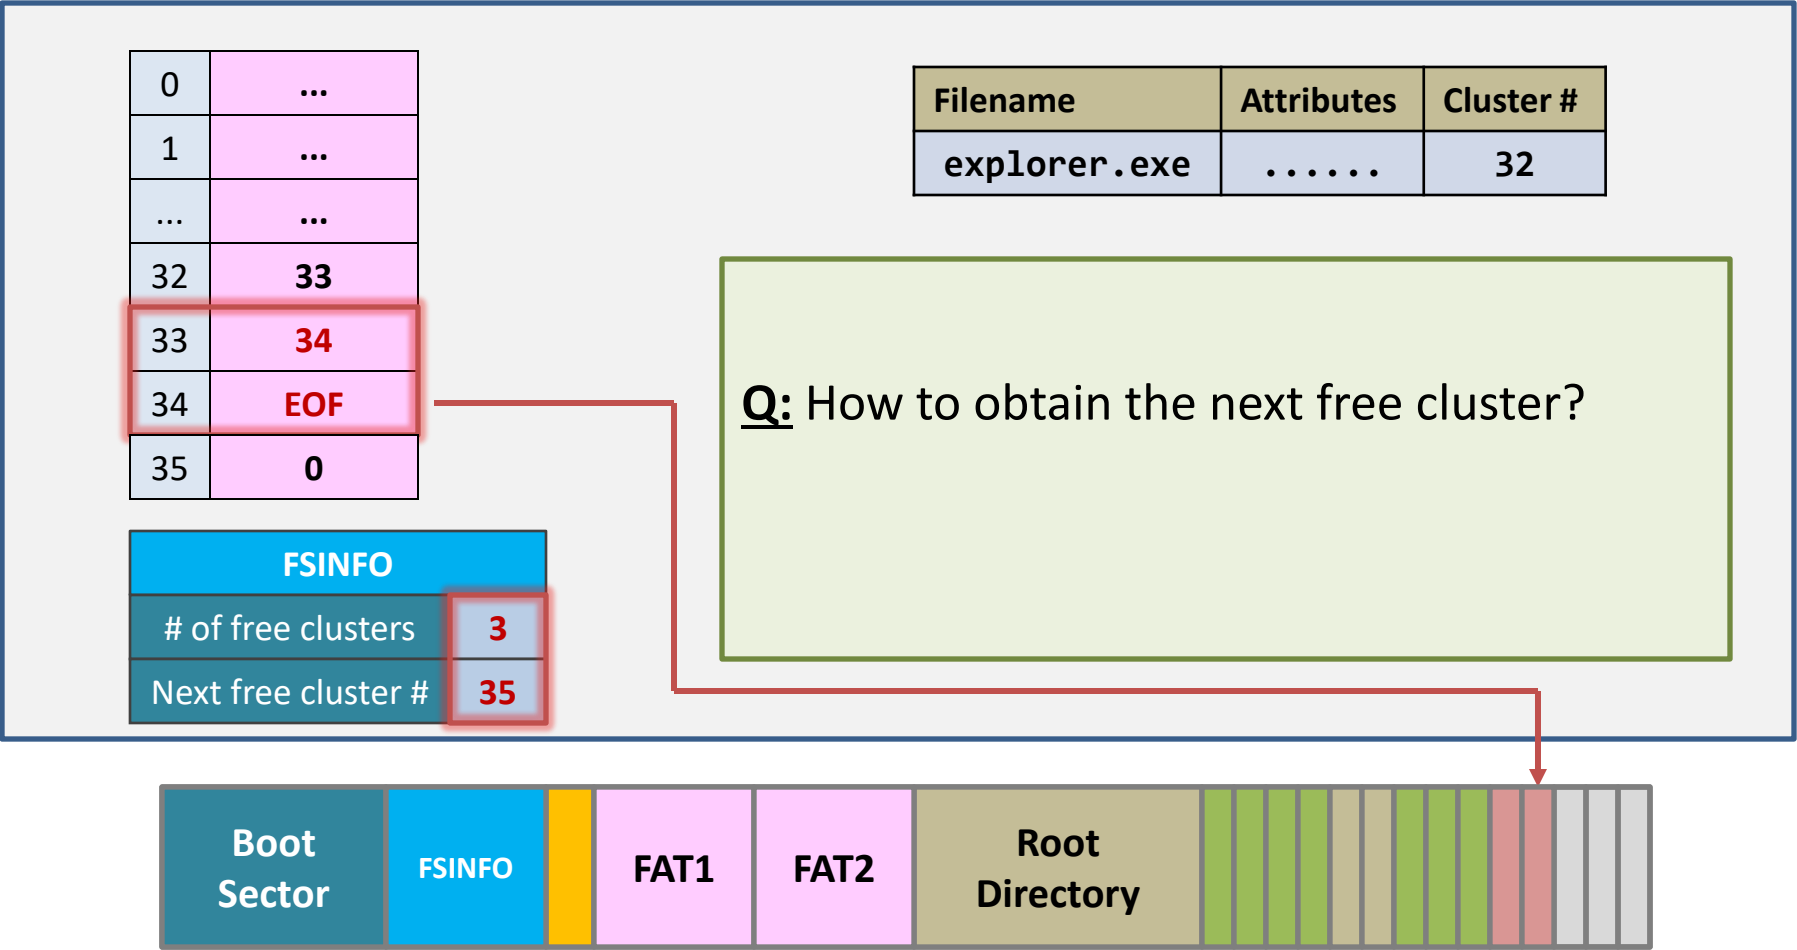 0 ...
1 ...
... ...
32 33
33 34
34 EOF
35 0
FSINFO
# of free clusters 3
Next free cluster # 35
Filename Attributes Cluster #
explorer.exe ...... 32
Q: How to obtain the next free cluster?
Boot
Sector
FSINFO
FAT1
FAT2
Root
Directory